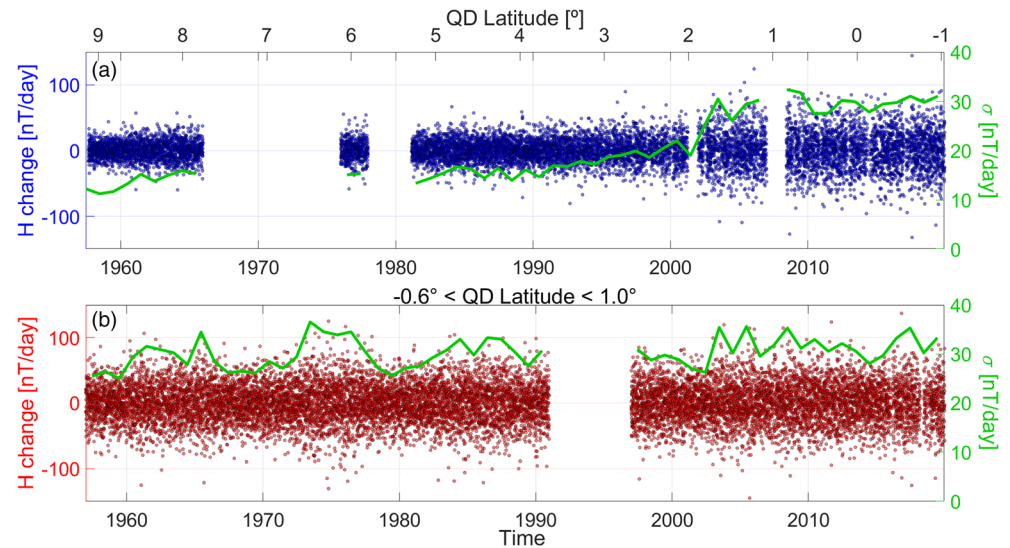 QD Latitude [º]
9 8 7 6 5 4 3 2 1 0 -1
(a)
H change [nT/day]
100
0
-100
40
30
20
10
0
σ [nT/day]
1960 1970 1980 1990 2000 2010
-0.6° < QD Latitude < 1.0°
(b)
H change [nT/day]
100
0
-100
40
30
20
10
0
σ [nT/day]
1960 1970 1980 1990 2000 2010
Time